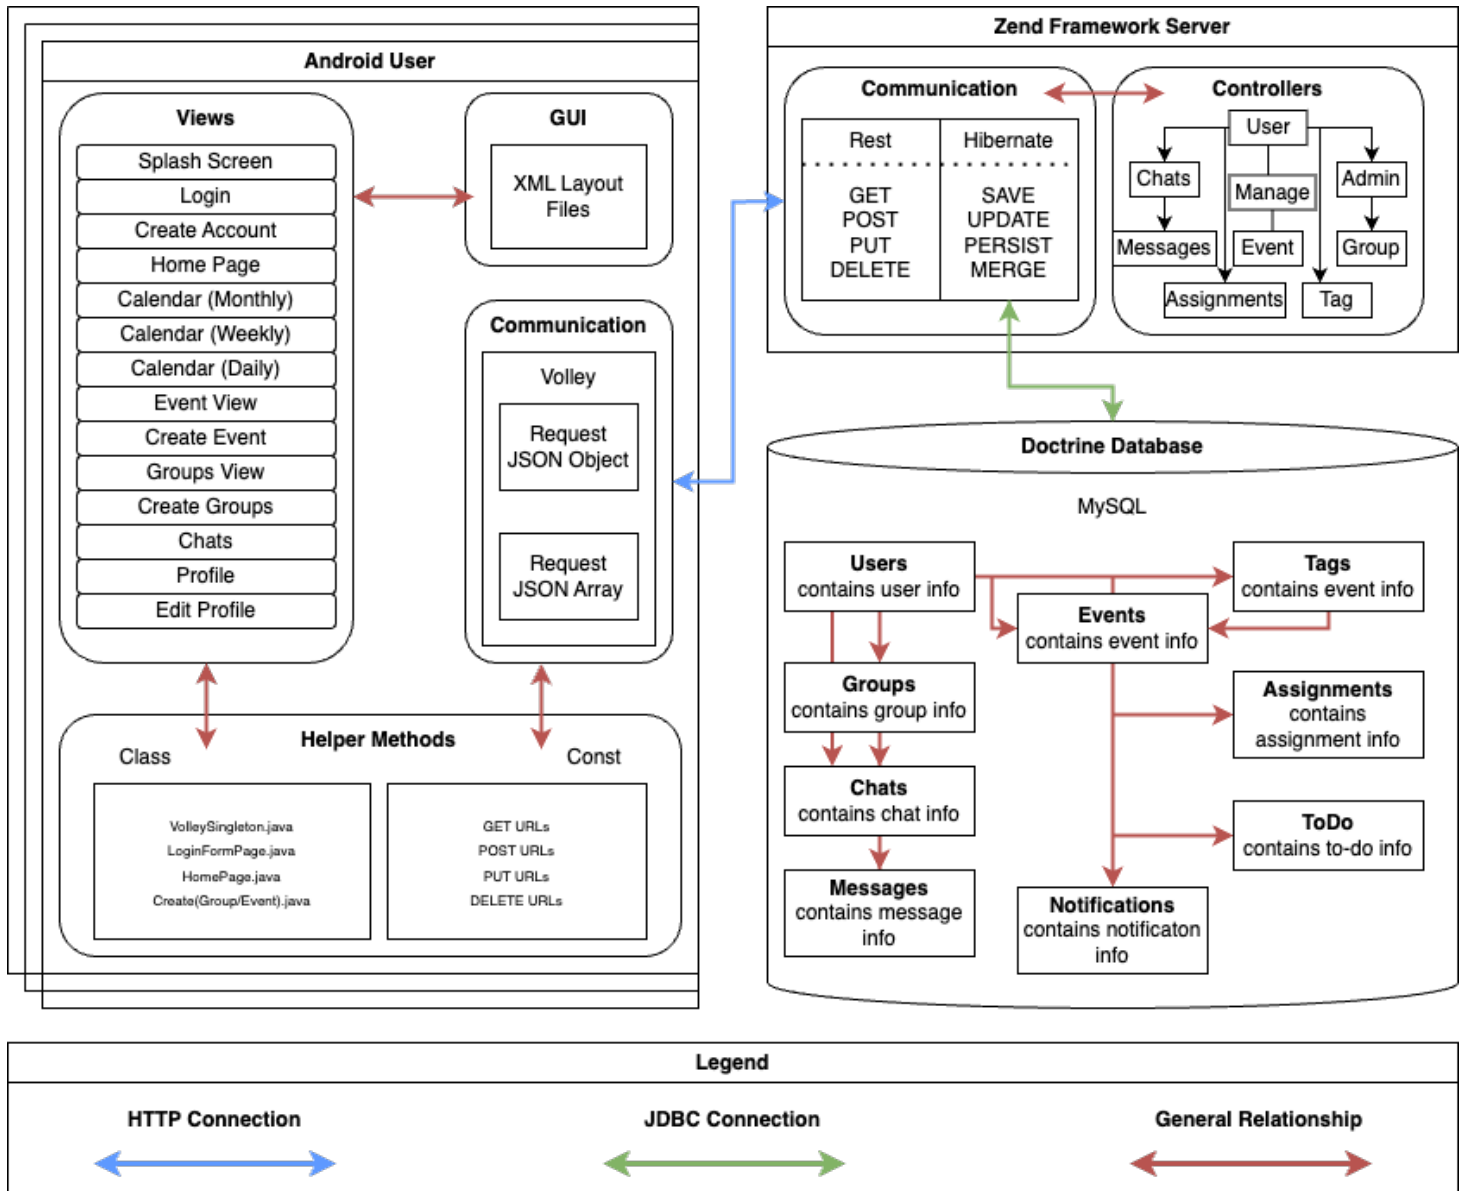 Android User
Views
Splash Screen
Login
Create Account
Home Page
Calendar (Monthly)
Calendar (Weekly)
Calendar (Daily)
Event View
Create Event
Groups View
Create Groups
Chats
Profile
Edit Profile
GUI
XML Layout
Files
Communication
Volley
Request
JSON Object
Request
JSON Array
Helper Methods
Class
VolleySingleton.java
LoginFormPage.java
HomePage.java
Create(Group/Event).java
Const
GET URLs
POST URLs
PUT URLs
DELETE URLs
Zend Framework Server
Communication
Rest
GET
POST
PUT
DELETE
Hibernate
SAVE
UPDATE
PERSIST
MERGE
Controllers
User
Chats
Manage
Admin
Messages
Event
Group
Assignments
Tag
Doctrine Database
MySQL
Users
contains user info
Tags
contains event info
Events
contains event info
Groups
contains group info
Assignments
contains
assignment info
Chats
contains chat info
ToDo
contains to-do info
Messages
contains message
info
Notifications
contains notificaton
info
Legend
HTTP Connection
JDBC Connection
General Relationship